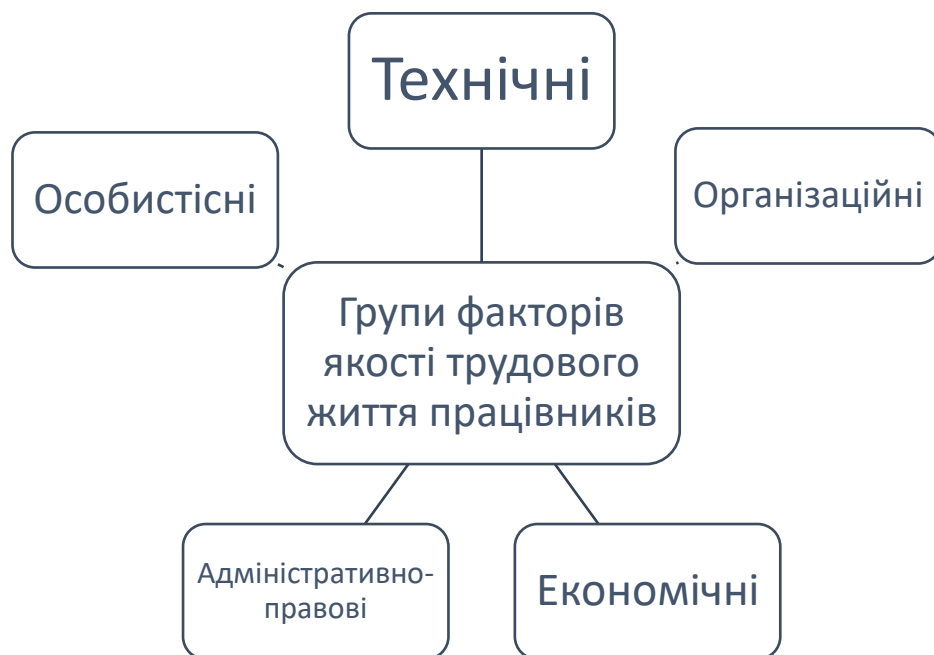 Технічні
Особистісні
Організаційні
Групи факторів
якості трудового
життя працівників
Адміністративно-
правові
Економічні